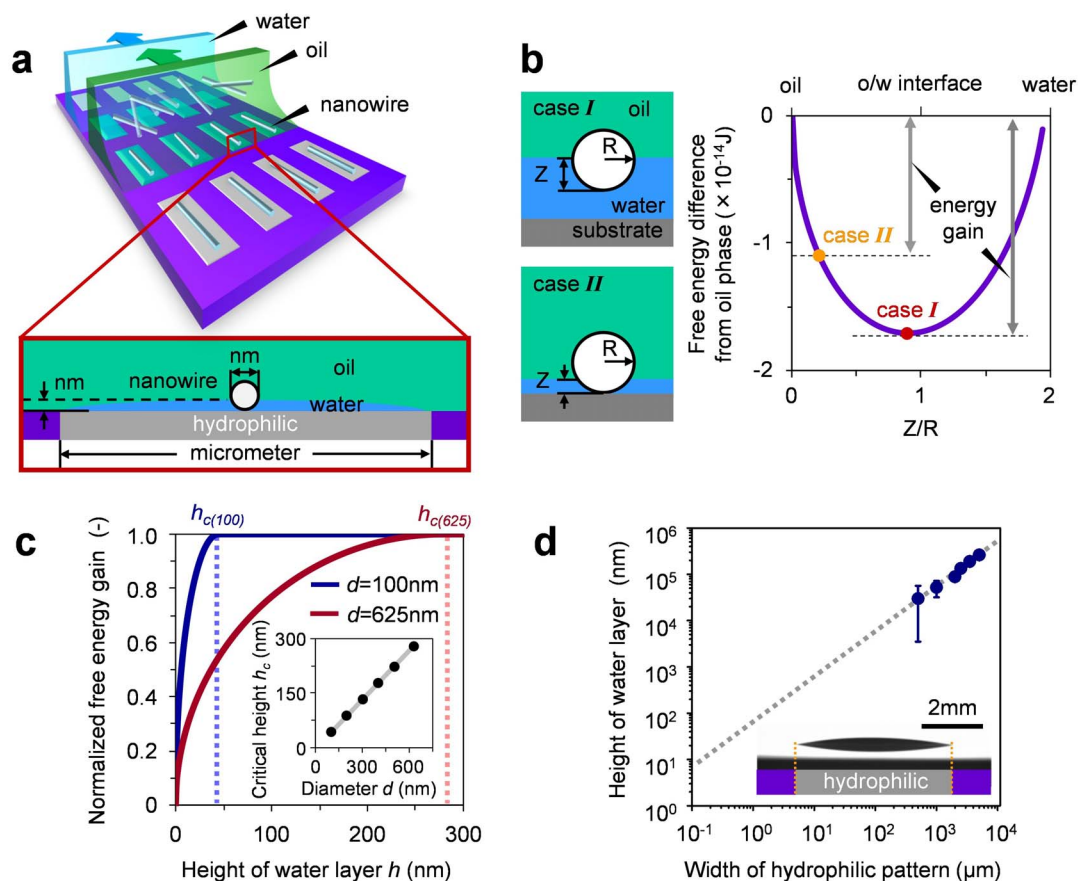 a
water
oil
nanowire
nm
nm
nanowire
oil
water
hydrophilic
micrometer
b
case I
oil
R
Z
water
substrate
case II
R
Z
oil
o/w interface
water
Free energy difference
from oil phase (×10⁻¹⁴J)
0
-1
-2
energy
gain
case II
case I
0
1
2
Z/R
c
h_c(100)
h_c(625)
Normalized free energy gain (-)
1.0
0.8
0.6
0.4
0.2
0
d=100nm
d=625nm
Critical height h_c (nm)
300
150
0
0
300
600
Diameter d (nm)
0
100
200
300
Height of water layer h (nm)
d
Height of water layer (nm)
10⁶
10⁵
10⁴
10³
10²
10¹
10⁰
2mm
hydrophilic
10⁻¹
10⁰
10¹
10²
10³
10⁴
Width of hydrophilic pattern (µm)